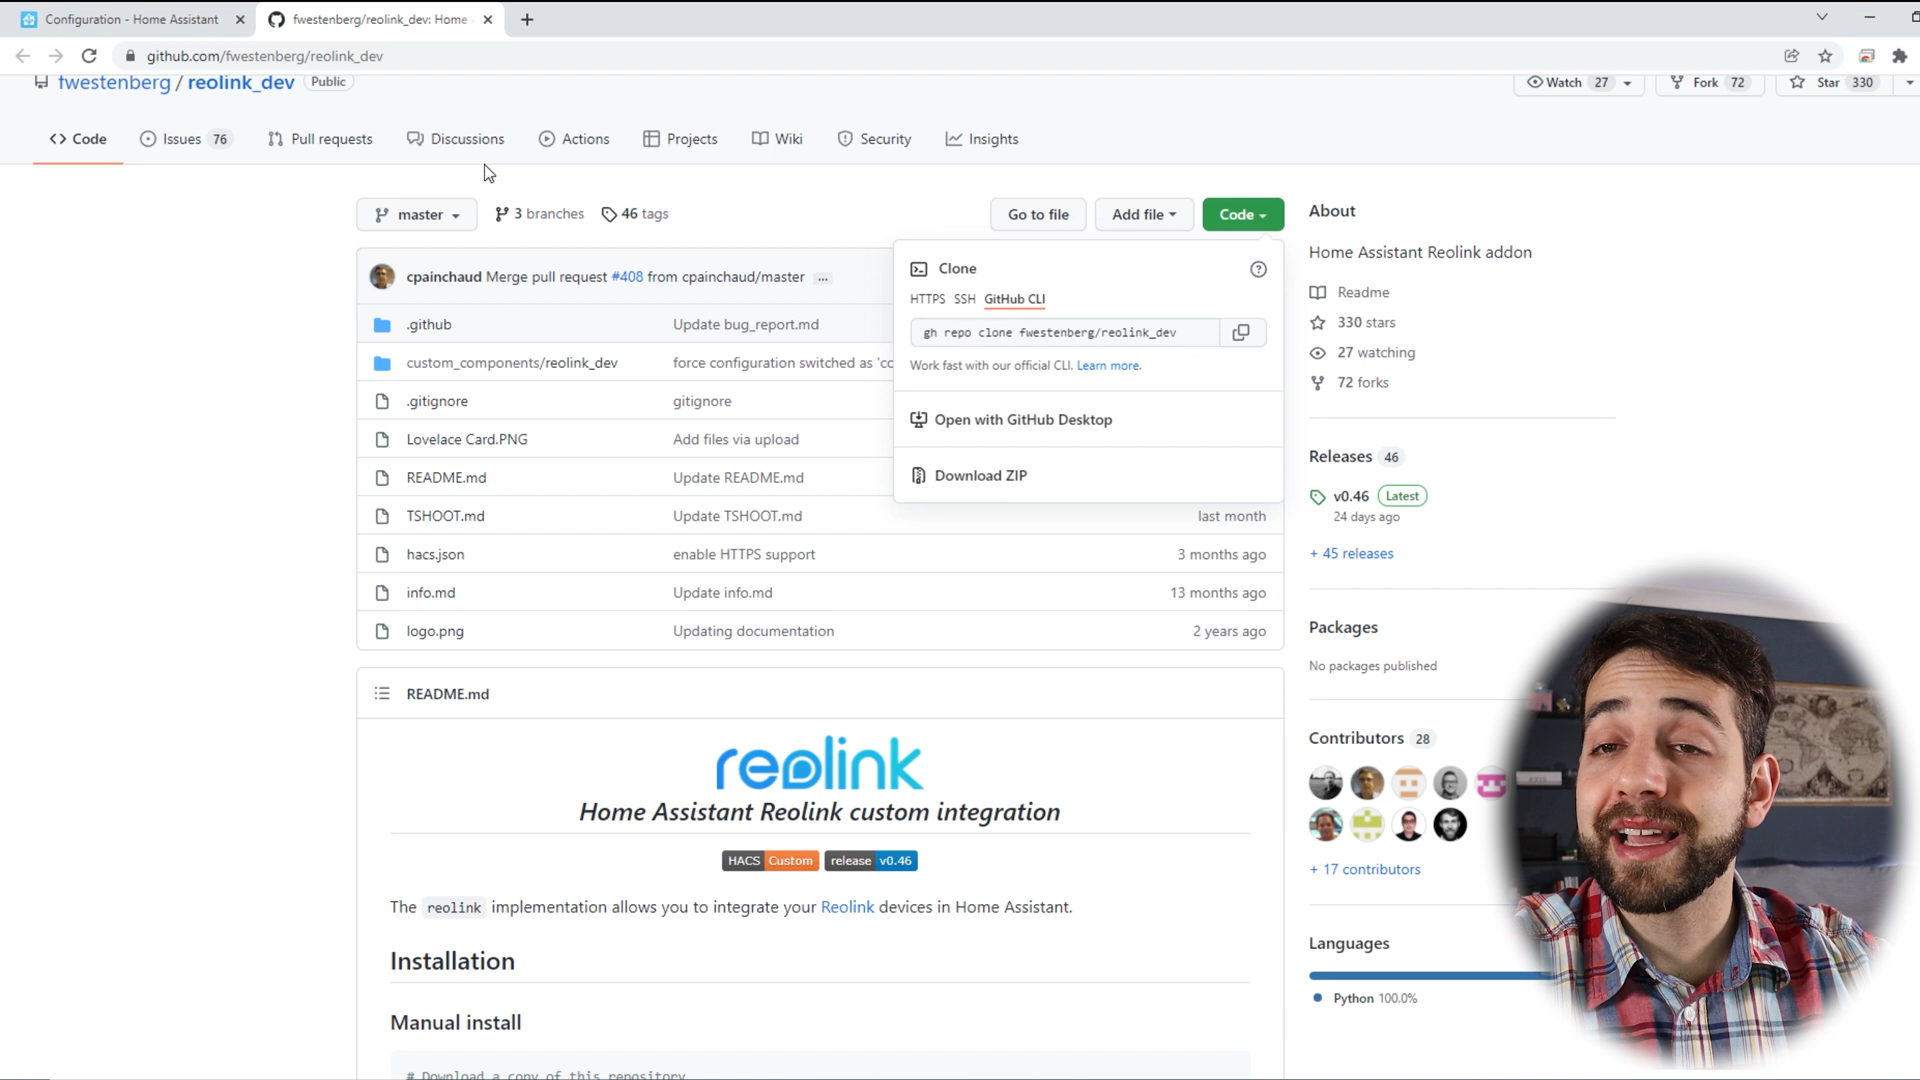 Configuration - Home Assistant
fwestenberg/reolink_dev: Home
github.com/fwestenberg/reolink_dev
fwestenberg / reolink_dev Public
Watch 27
Fork 72
Star 330
Code
Issues 76
Pull requests
Discussions
Actions
Projects
Wiki
Security
Insights
master
3 branches
46 tags
Go to file
Add file
Code
cpainchaud Merge pull request #408 from cpainchaud/master ...
.github Update bug_report.md
custom_components/reolink_dev force configuration switched as 'cc
.gitignore gitignore
Lovelace Card.PNG Add files via upload
README.md Update README.md
TSHOOT.md Update TSHOOT.md last month
hacs.json enable HTTPS support 3 months ago
info.md Update info.md 13 months ago
logo.png Updating documentation 2 years ago
Clone
HTTPS SSH GitHub CLI
gh repo clone fwestenberg/reolink_dev
Work fast with our official CLI. Learn more.
Open with GitHub Desktop
Download ZIP
README.md
reolink
Home Assistant Reolink custom integration
HACS Custom release v0.46
The reolink implementation allows you to integrate your Reolink devices in Home Assistant.
Installation
Manual install
# Download a copy of this repository
About
Home Assistant Reolink addon
Readme
330 stars
27 watching
72 forks
Releases 46
v0.46 Latest
24 days ago
+ 45 releases
Packages
No packages published
Contributors 28
+ 17 contributors
Languages
Python 100.0%